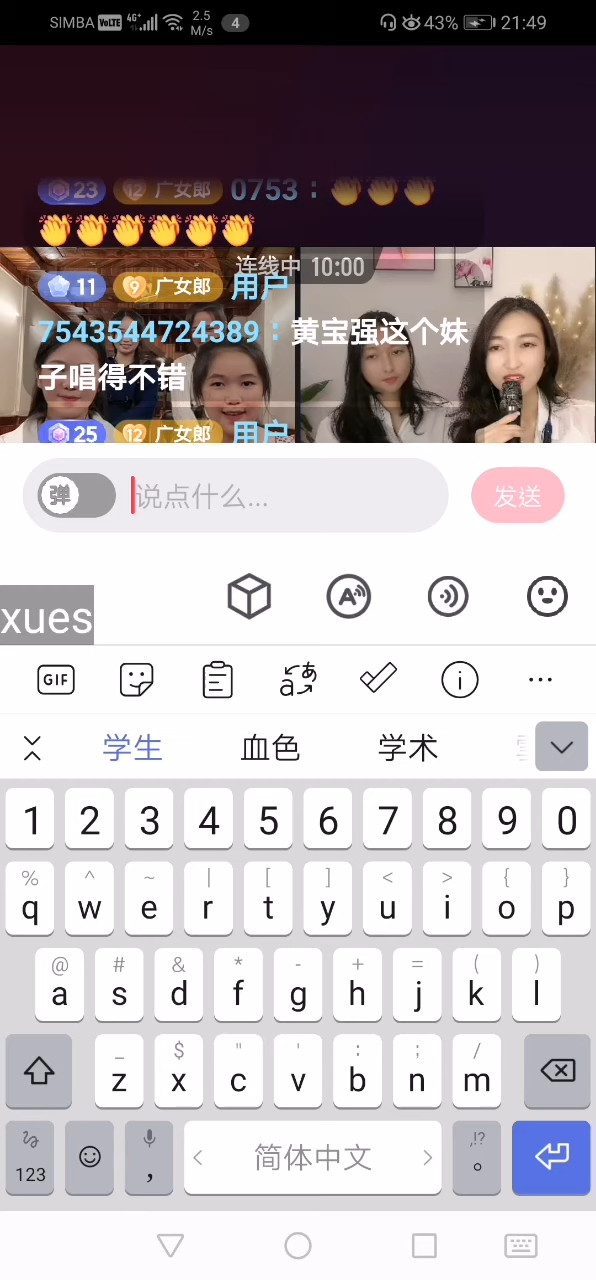 SIMBA VoLTE 4G+ 2.5 M/s 4 43% 21:49
23 12 广女郎 0753：👏👏👏
👏👏👏👏👏👏
连线中 10:00
11 9 广女郎 用户
7543544724389：黄宝强这个妹
子唱得不错
25 12 广女郎 用户
弹 说点什么... 发送
xues
GIF
学生 血色 学术
1 2 3 4 5 6 7 8 9 0
% ^ ~ | [ ] < > { }
q w e r t y u i o p
@ # & * - + = ( )
a s d f g h j k l
_ $ " ' : ; /
z x c v b n m
,!?
123 , < 简体中文 > 。